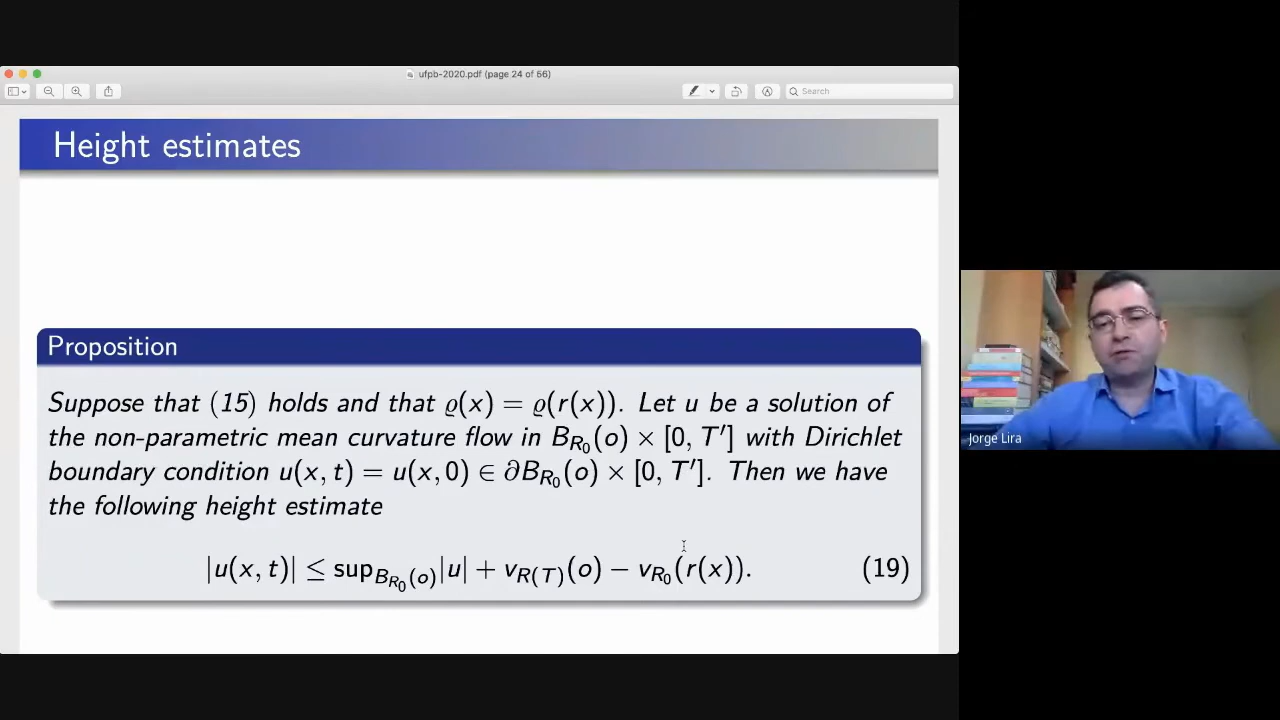 ufpb-2020.pdf (page 24 of 56)
Search
Height estimates
Proposition
Suppose that (15) holds and that ϱ(x) = ϱ(r(x)). Let u be a solution of
the non-parametric mean curvature flow in B_{R_0}(o) × [0, T′] with Dirichlet
boundary condition u(x, t) = u(x, 0) ∈ ∂B_{R_0}(o) × [0, T′]. Then we have
the following height estimate
|u(x, t)| ≤ sup_{B_{R_0}(o)}|u| + v_{R(T)}(o) − v_{R_0}(r(x)). (19)
Jorge Lira